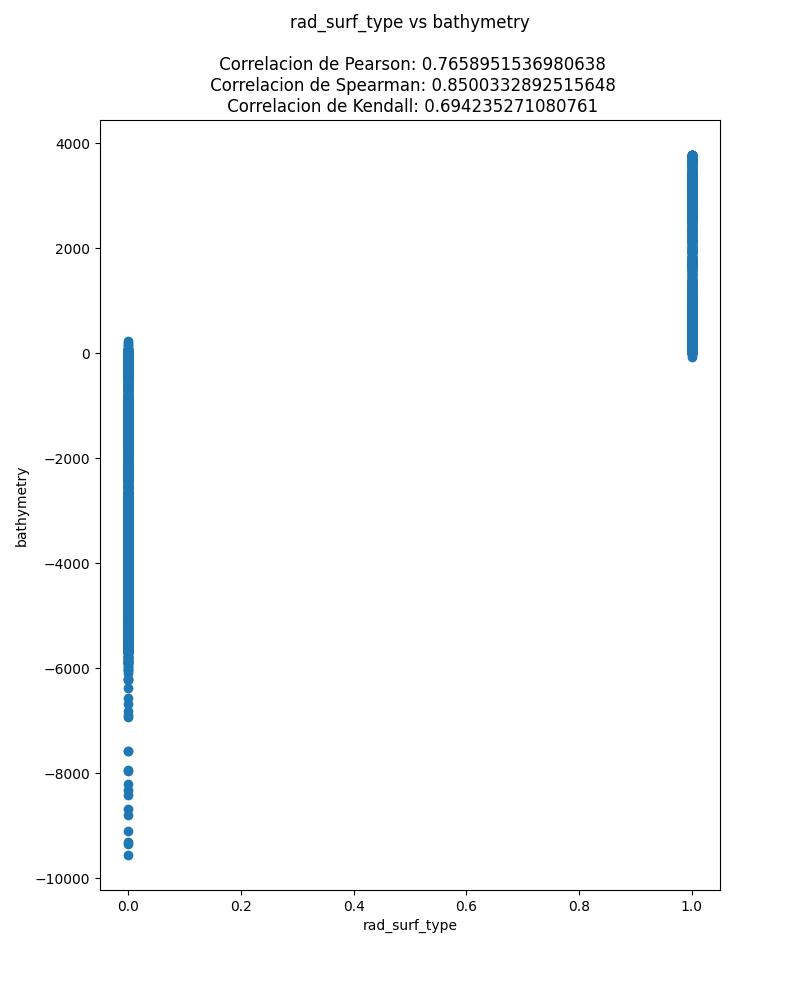 rad_surf_type vs bathymetry
Correlacion de Pearson: 0.7658951536980638
Correlacion de Spearman: 0.8500332892515648
Correlacion de Kendall: 0.694235271080761
4000
2000
0
−2000
−4000
−6000
−8000
−10000
bathymetry
0.0
0.2
0.4
0.6
0.8
1.0
rad_surf_type